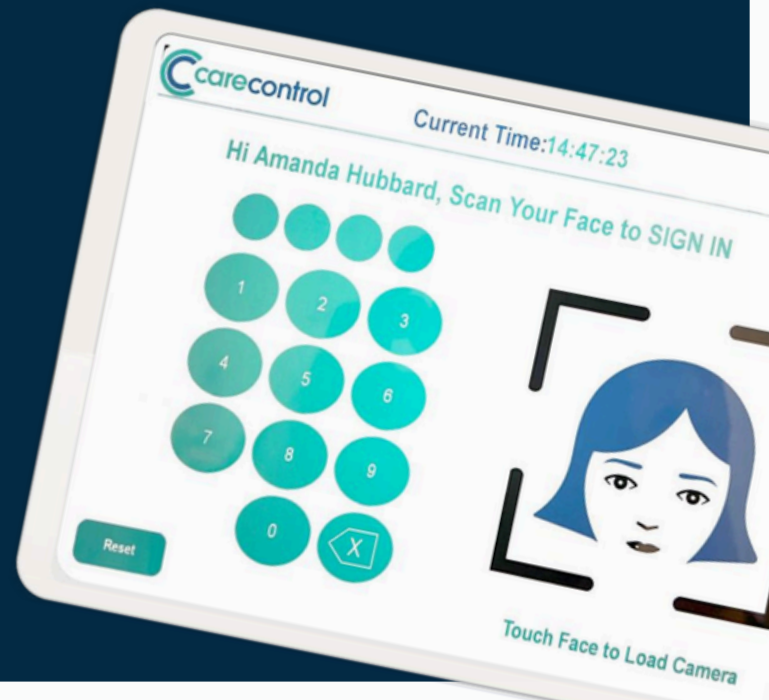 carecontrol
Current Time:14:47:23
Hi Amanda Hubbard, Scan Your Face to SIGN IN
1 2 3
4 5 6
7 8 9
0 X
Reset
Touch Face to Load Camera